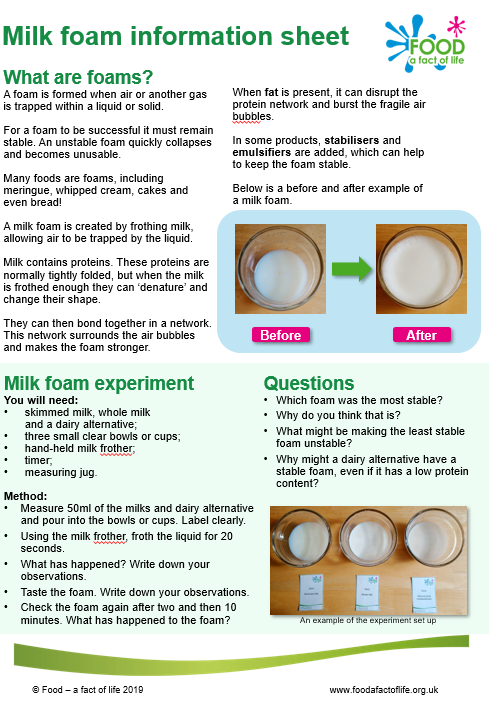 Milk foam information sheet
FOOD
a fact of life
What are foams?
A foam is formed when air or another gas
is trapped within a liquid or solid.
For a foam to be successful it must remain
stable. An unstable foam quickly collapses
and becomes unusable.
Many foods are foams, including
meringue, whipped cream, cakes and
even bread!
A milk foam is created by frothing milk,
allowing air to be trapped by the liquid.
Milk contains proteins. These proteins are
normally tightly folded, but when the milk
is frothed enough they can ‘denature’ and
change their shape.
They can then bond together in a network.
This network surrounds the air bubbles
and makes the foam stronger.
When fat is present, it can disrupt the
protein network and burst the fragile air
bubbles.
In some products, stabilisers and
emulsifiers are added, which can help
to keep the foam stable.
Below is a before and after example of
a milk foam.
Before
After
Milk foam experiment
You will need:
• skimmed milk, whole milk
and a dairy alternative;
• three small clear bowls or cups;
• hand-held milk frother;
• timer;
• measuring jug.
Method:
• Measure 50ml of the milks and dairy alternative
and pour into the bowls or cups. Label clearly.
• Using the milk frother, froth the liquid for 20
seconds.
• What has happened? Write down your
observations.
• Taste the foam. Write down your observations.
• Check the foam again after two and then 10
minutes. What has happened to the foam?
Questions
• Which foam was the most stable?
• Why do you think that is?
• What might be making the least stable
foam unstable?
• Why might a dairy alternative have a
stable foam, even if it has a low protein
content?
An example of the experiment set up
© Food – a fact of life 2019
www.foodafactoflife.org.uk